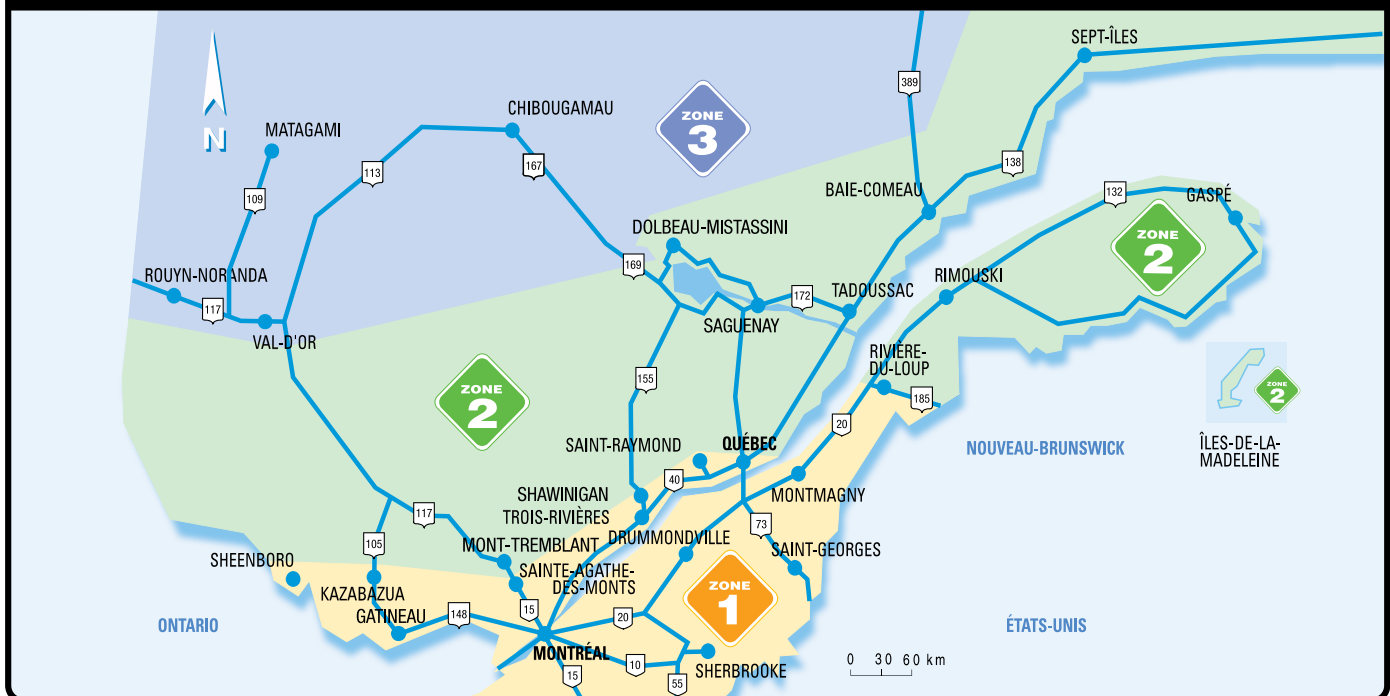 SEPT-ÎLES
389
CHIBOUGAMAU
ZONE
3
MATAGAMI
N
113
167
138
109
BAIE-COMEAU
132
GASPÉ
ZONE
2
DOLBEAU-MISTASSINI
169
ROUYN-NORANDA
117
RIMOUSKI
172
TADOUSSAC
SAGUENAY
VAL-D'OR
RIVIÈRE-
DU-LOUP
155
185
ZONE
2
ZONE
2
20
SAINT-RAYMOND
QUÉBEC
NOUVEAU-BRUNSWICK
ÎLES-DE-LA-
MADELEINE
40
SHAWINIGAN
MONTMAGNY
TROIS-RIVIÈRES
117
73
DRUMMONDVILLE
105
MONT-TREMBLANT
SAINT-GEORGES
SHEENBORO
SAINTE-AGATHE-
DES-MONTS
KAZABAZUA
ZONE
1
GATINEAU
148
15
20
ONTARIO
ÉTATS-UNIS
MONTRÉAL
10
SHERBROOKE
0 30 60 km
15
55